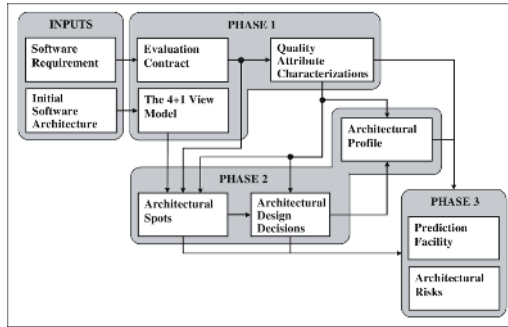 INPUTS
Software
Requirement
Initial
Software
Architecture
PHASE 1
Evaluation
Contract
Quality
Attribute
Characterizations
The 4+1 View
Model
Architectural
Profile
PHASE 2
Architectural
Spots
Architectural
Design
Decisions
PHASE 3
Prediction
Facility
Architectural
Risks